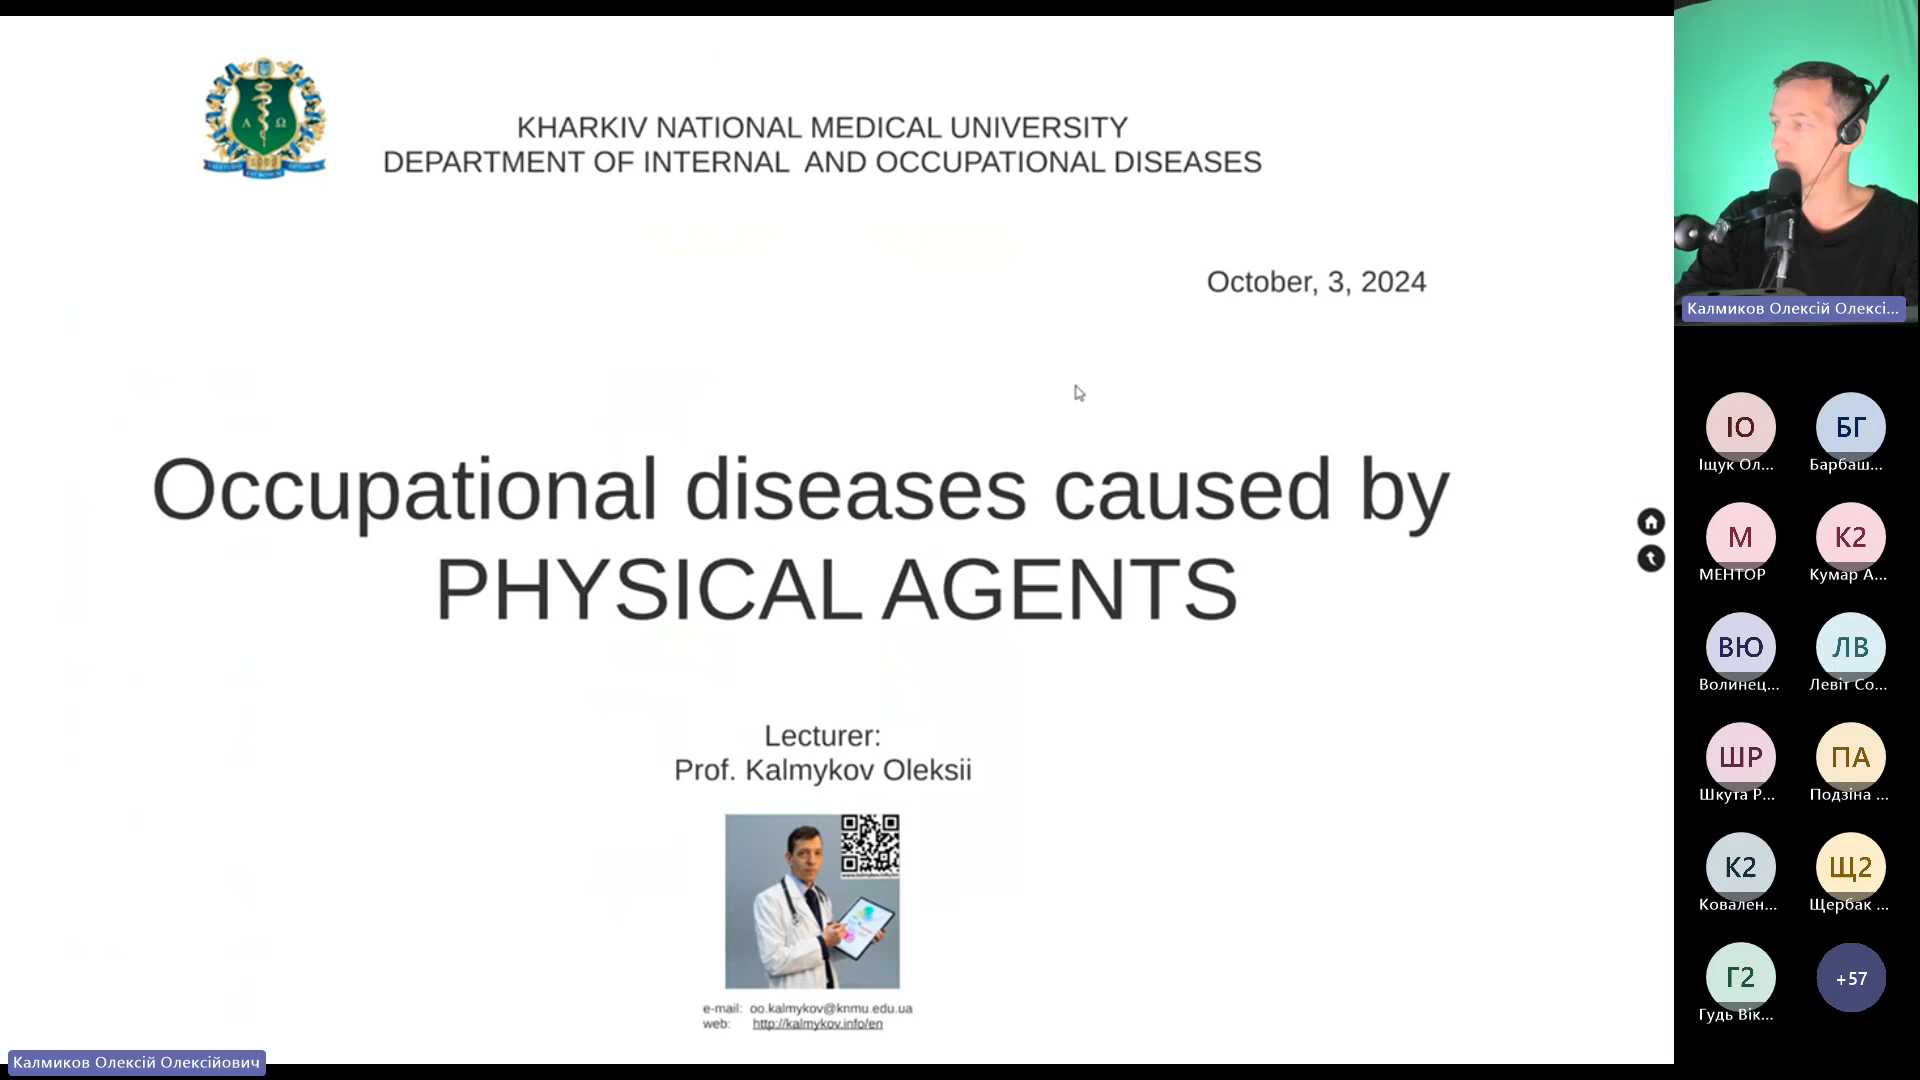 KHARKIV NATIONAL MEDICAL UNIVERSITY
DEPARTMENT OF INTERNAL AND OCCUPATIONAL DISEASES
October, 3, 2024
Occupational diseases caused by
PHYSICAL AGENTS
Lecturer:
Prof. Kalmykov Oleksii
e-mail: oo.kalmykov@knmu.edu.ua
web: http://kalmykov.info/en
Калмиков Олексій Олексійович
Калмиков Олексій Олексі...
ІО
Іщук Ол...
БГ
Барбаш...
М
МЕНТОР
К2
Кумар А...
ВЮ
Волинец...
ЛВ
Левіт Со...
ШР
Шкута Р...
ПА
Подзіна ...
К2
Ковален...
Щ2
Щербак ...
Г2
Гудь Вік...
+57